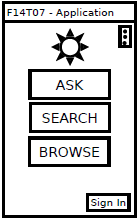 F14T07 - Application
ASK
SEARCH
BROWSE
Sign In